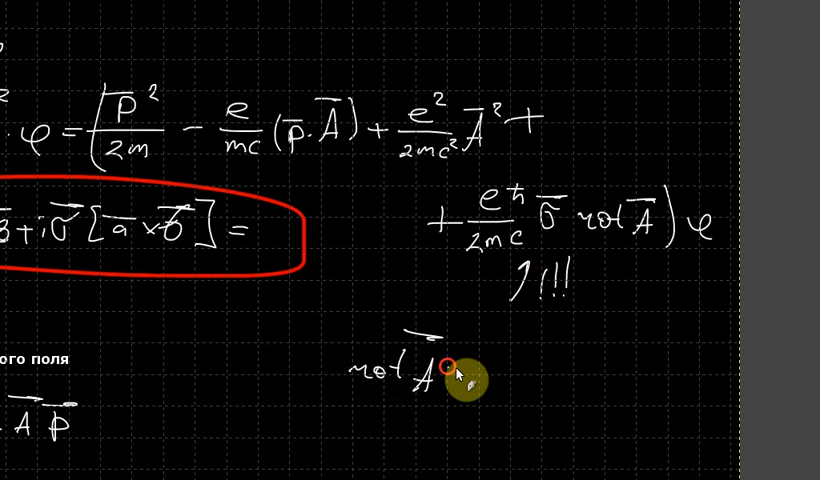 · φ = ( p̄² / 2m − e / mc (p̄ · Ā) + e² / 2mc² Ā² +
+ iσ̄ [ā × b̄] =
+ eħ / 2mc σ̄ rot Ā ) φ
!!!
ого поля
rot Ā
Ā p̄